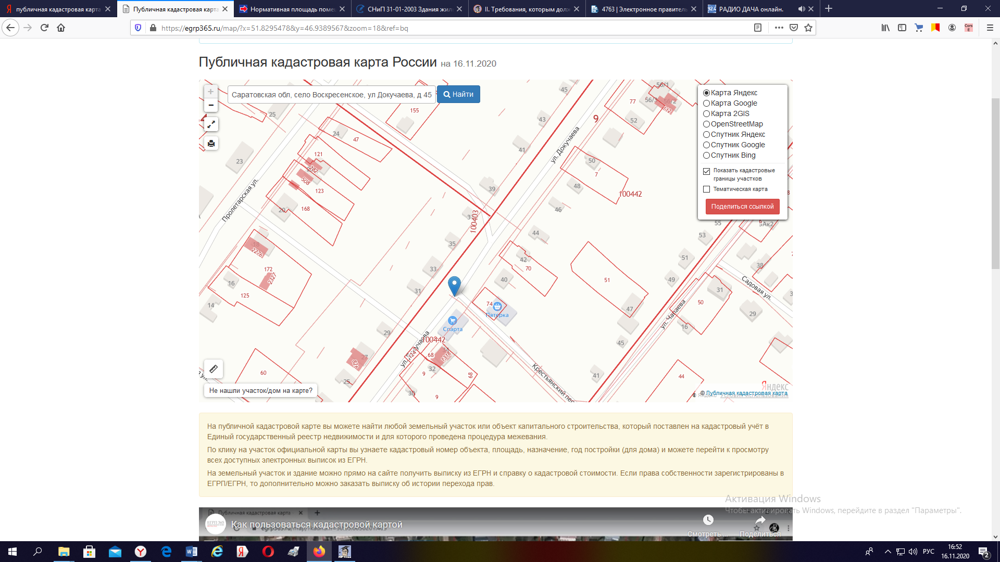 публичная кадастровая карта
Публичная кадастровая карта
Нормативная площадь помещ
СНиП 31-01-2003 Здания жил
II. Требования, которым долж
4763 | Электронное правитель
РАДИО ДАЧА онлайн.
https://egrp365.ru/map/?x=51.8295478&y=46.9389567&zoom=18&ref=bq
Публичная кадастровая карта России на 16.11.2020
Саратовская обл, село Воскресенское, ул Докучаева, д 45
Найти
Карта Яндекс
Карта Google
Карта 2GIS
OpenStreetMap
Спутник Яндекс
Спутник Google
Спутник Bing
Показать кадастровые
границы участков
Тематическая карта
Поделиться ссылкой
45
56/1
77
56/2
112
52
9
155
43
25
24
47
41
ул. Докучаева
23
121
282
508
123
50
7
48
100442
39
Пролетарская ул.
20
168
46
100403
55
9Ак2
44
53
35
18
2276
42
51
38
172
2327
33
70
16
40
51
49
31
Садовая ул.
125
31
14
74
Пятерка
47
50
29
ул. Чапаева
Спарта
16
29
100442
45
ул. Докучаева
124
68
1318
27
826
32
60
9
68
41
44
25
Крестьянский пер
30
9
Не нашли участок/дом на карте?
Яндекс
© Публичная кадастровая карта
На публичной кадастровой карте вы можете найти любой земельный участок или объект капитального строительства, который поставлен на кадастровый учёт в
Единый государственный реестр недвижимости и для которого проведена процедура межевания.
По клику на участок официальной карты вы узнаете кадастровый номер объекта, площадь, назначение, год постройки (для дома) и можете перейти к просмотру
всех доступных электронных выписок из ЕГРН.
На земельный участок и здание можно прямо на сайте получить выписку из ЕГРН и справку о кадастровой стоимости. Если права собственности зарегистрированы в
ЕГРП/ЕГРН, то дополнительно можно заказать выписку об истории перехода прав.
Активация Windows
Чтобы активировать Windows, перейдите в раздел "Параметры".
Публичная кадастровая карта
ЕГРП 365
Как пользоваться кадастровой картой
Смотреть ...
Поделиться
РУС
16:52
16.11.2020
2